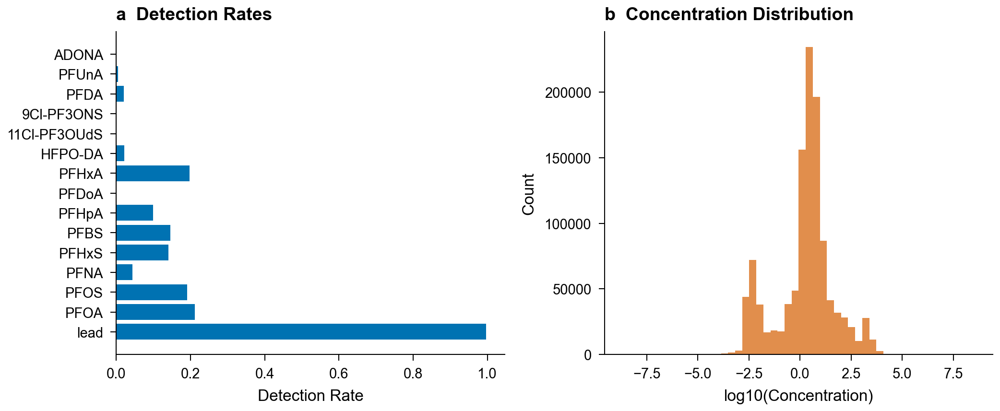 a  Detection Rates
ADONA
PFUnA
PFDA
9Cl-PF3ONS
11Cl-PF3OUdS
HFPO-DA
PFHxA
PFDoA
PFHpA
PFBS
PFHxS
PFNA
PFOS
PFOA
lead
0.0 0.2 0.4 0.6 0.8 1.0
Detection Rate
b  Concentration Distribution
Count
200000
150000
100000
50000
0
−7.5 −5.0 −2.5 0.0 2.5 5.0 7.5
log10(Concentration)